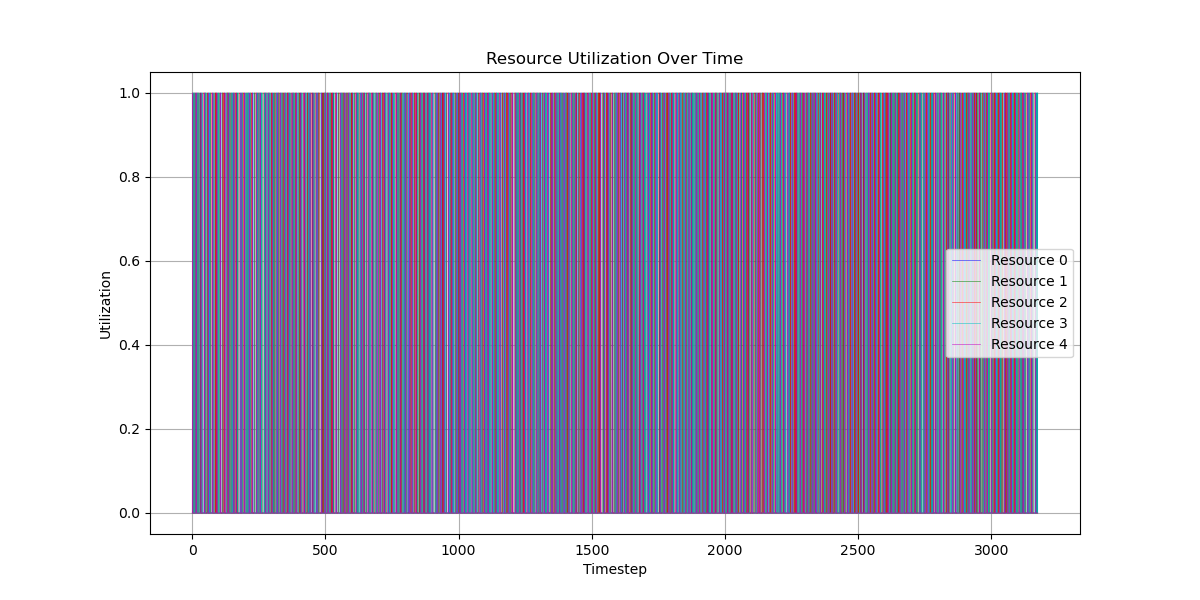 Resource Utilization Over Time
Utilization
1.0
0.8
0.6
0.4
0.2
0.0
Resource 0
Resource 1
Resource 2
Resource 3
Resource 4
0 500 1000 1500 2000 2500 3000
Timestep